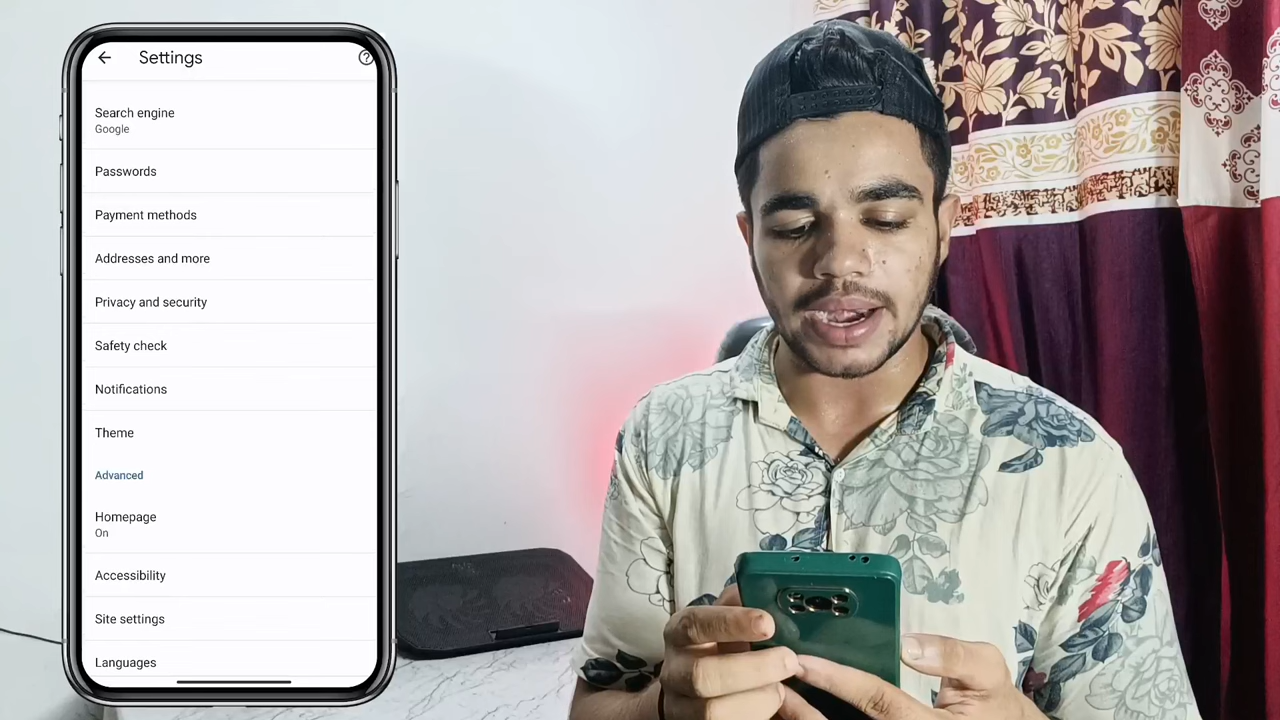 Settings
Search engine
Google
Passwords
Payment methods
Addresses and more
Privacy and security
Safety check
Notifications
Theme
Advanced
Homepage
On
Accessibility
Site settings
Languages